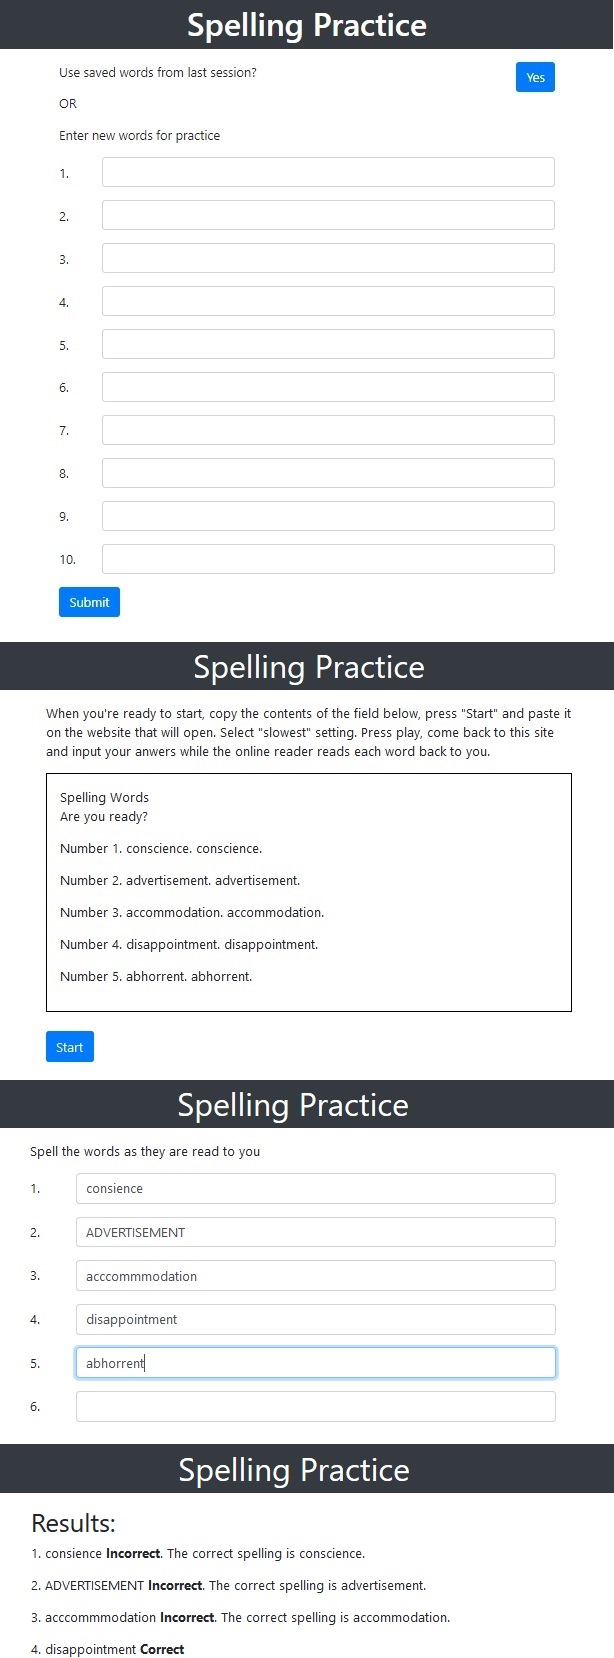 Spelling Practice
Use saved words from last session?
Yes
OR
Enter new words for practice
1.
2.
3.
4.
5.
6.
7.
8.
9.
10.
Submit
Spelling Practice
When you're ready to start, copy the contents of the field below, press "Start" and paste it
on the website that will open. Select "slowest" setting. Press play, come back to this site
and input your anwers while the online reader reads each word back to you.
Spelling Words
Are you ready?
Number 1. conscience. conscience.
Number 2. advertisement. advertisement.
Number 3. accommodation. accommodation.
Number 4. disappointment. disappointment.
Number 5. abhorrent. abhorrent.
Start
Spelling Practice
Spell the words as they are read to you
1. consience
2. ADVERTISEMENT
3. acccommmodation
4. disappointment
5. abhorrent
6.
Spelling Practice
Results:
1. consience Incorrect. The correct spelling is conscience.
2. ADVERTISEMENT Incorrect. The correct spelling is advertisement.
3. acccommmodation Incorrect. The correct spelling is accommodation.
4. disappointment Correct